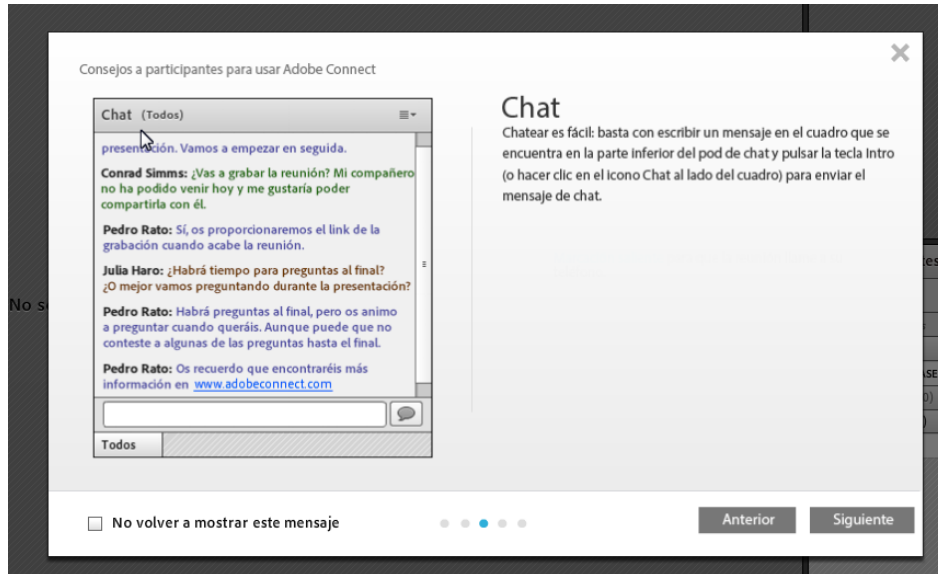 Consejos a participantes para usar Adobe Connect
Chat (Todos)
presentación. Vamos a empezar en seguida.
Conrad Simms: ¿Vas a grabar la reunión? Mi compañero
no ha podido venir hoy y me gustaría poder
compartirla con él.
Pedro Rato: Sí, os proporcionaremos el link de la
grabación cuando acabe la reunión.
Julia Haro: ¿Habrá tiempo para preguntas al final?
¿O mejor vamos preguntando durante la presentación?
Pedro Rato: Habrá preguntas al final, pero os animo
a preguntar cuando queráis. Aunque puede que no
conteste a algunas de las preguntas hasta el final.
Pedro Rato: Os recuerdo que encontraréis más
información en www.adobeconnect.com
Todos
Chat
Chatear es fácil: basta con escribir un mensaje en el cuadro que se
encuentra en la parte inferior del pod de chat y pulsar la tecla Intro
(o hacer clic en el icono Chat al lado del cuadro) para enviar el
mensaje de chat.
No
No volver a mostrar este mensaje
Anterior
Siguiente